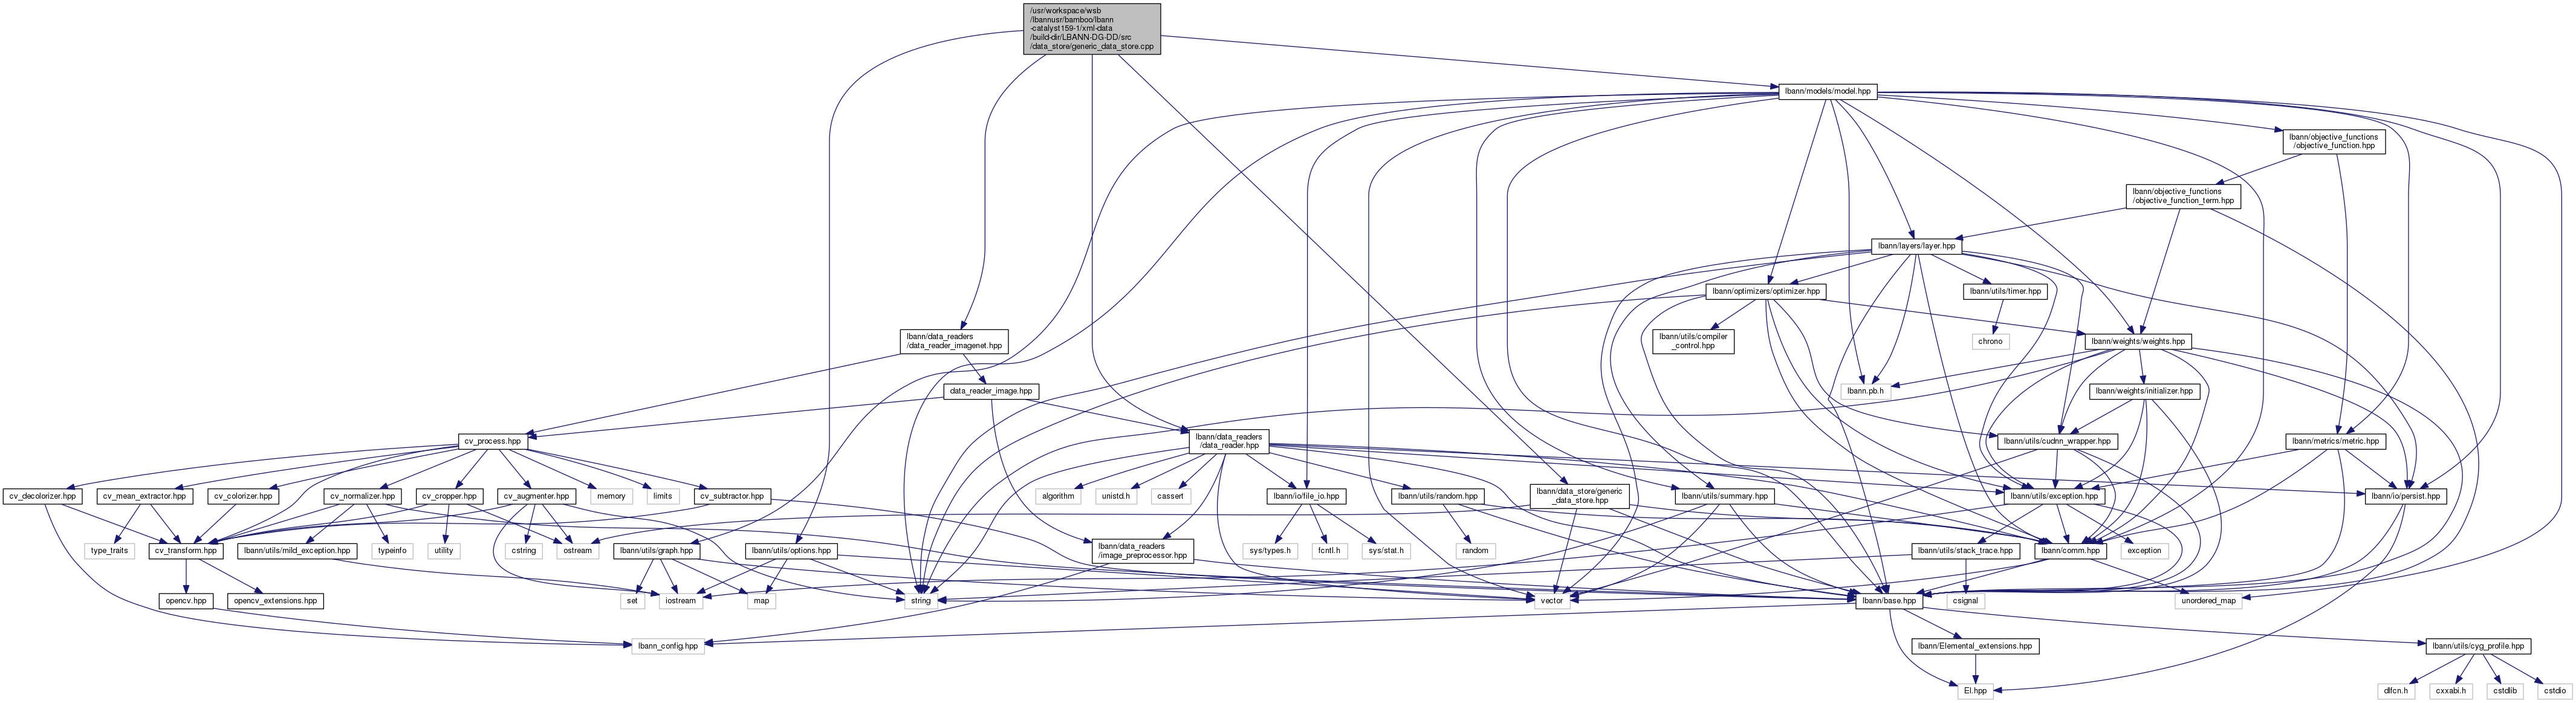 /usr/workspace/wsb
/lbannusr/bamboo/lbann
-catalyst159-1/xml-data
/build-dir/LBANN-DG-DD/src
/data_store/generic_data_store.cpp
lbann/models/model.hpp
lbann/objective_functions
/objective_function.hpp
lbann/objective_functions
/objective_function_term.hpp
lbann/layers/layer.hpp
lbann/optimizers/optimizer.hpp
lbann/utils/timer.hpp
lbann/data_readers
/data_reader_imagenet.hpp
lbann/utils/compiler
_control.hpp
chrono
lbann/weights/weights.hpp
data_reader_image.hpp
lbann.pb.h
lbann/weights/initializer.hpp
cv_process.hpp
lbann/data_readers
/data_reader.hpp
lbann/utils/cudnn_wrapper.hpp
lbann/metrics/metric.hpp
cv_decolorizer.hpp
cv_mean_extractor.hpp
cv_colorizer.hpp
cv_normalizer.hpp
cv_cropper.hpp
cv_augmenter.hpp
memory
limits
cv_subtractor.hpp
algorithm
unistd.h
cassert
lbann/io/file_io.hpp
lbann/utils/random.hpp
lbann/data_store/generic
_data_store.hpp
lbann/utils/summary.hpp
lbann/utils/exception.hpp
lbann/io/persist.hpp
type_traits
cv_transform.hpp
lbann/utils/mild_exception.hpp
typeinfo
utility
cstring
ostream
lbann/utils/graph.hpp
lbann/utils/options.hpp
lbann/data_readers
/image_preprocessor.hpp
sys/types.h
fcntl.h
sys/stat.h
random
lbann/utils/stack_trace.hpp
lbann/comm.hpp
exception
opencv.hpp
opencv_extensions.hpp
set
iostream
map
string
vector
lbann/base.hpp
csignal
unordered_map
lbann_config.hpp
lbann/Elemental_extensions.hpp
lbann/utils/cyg_profile.hpp
El.hpp
dlfcn.h
cxxabi.h
cstdlib
cstdio